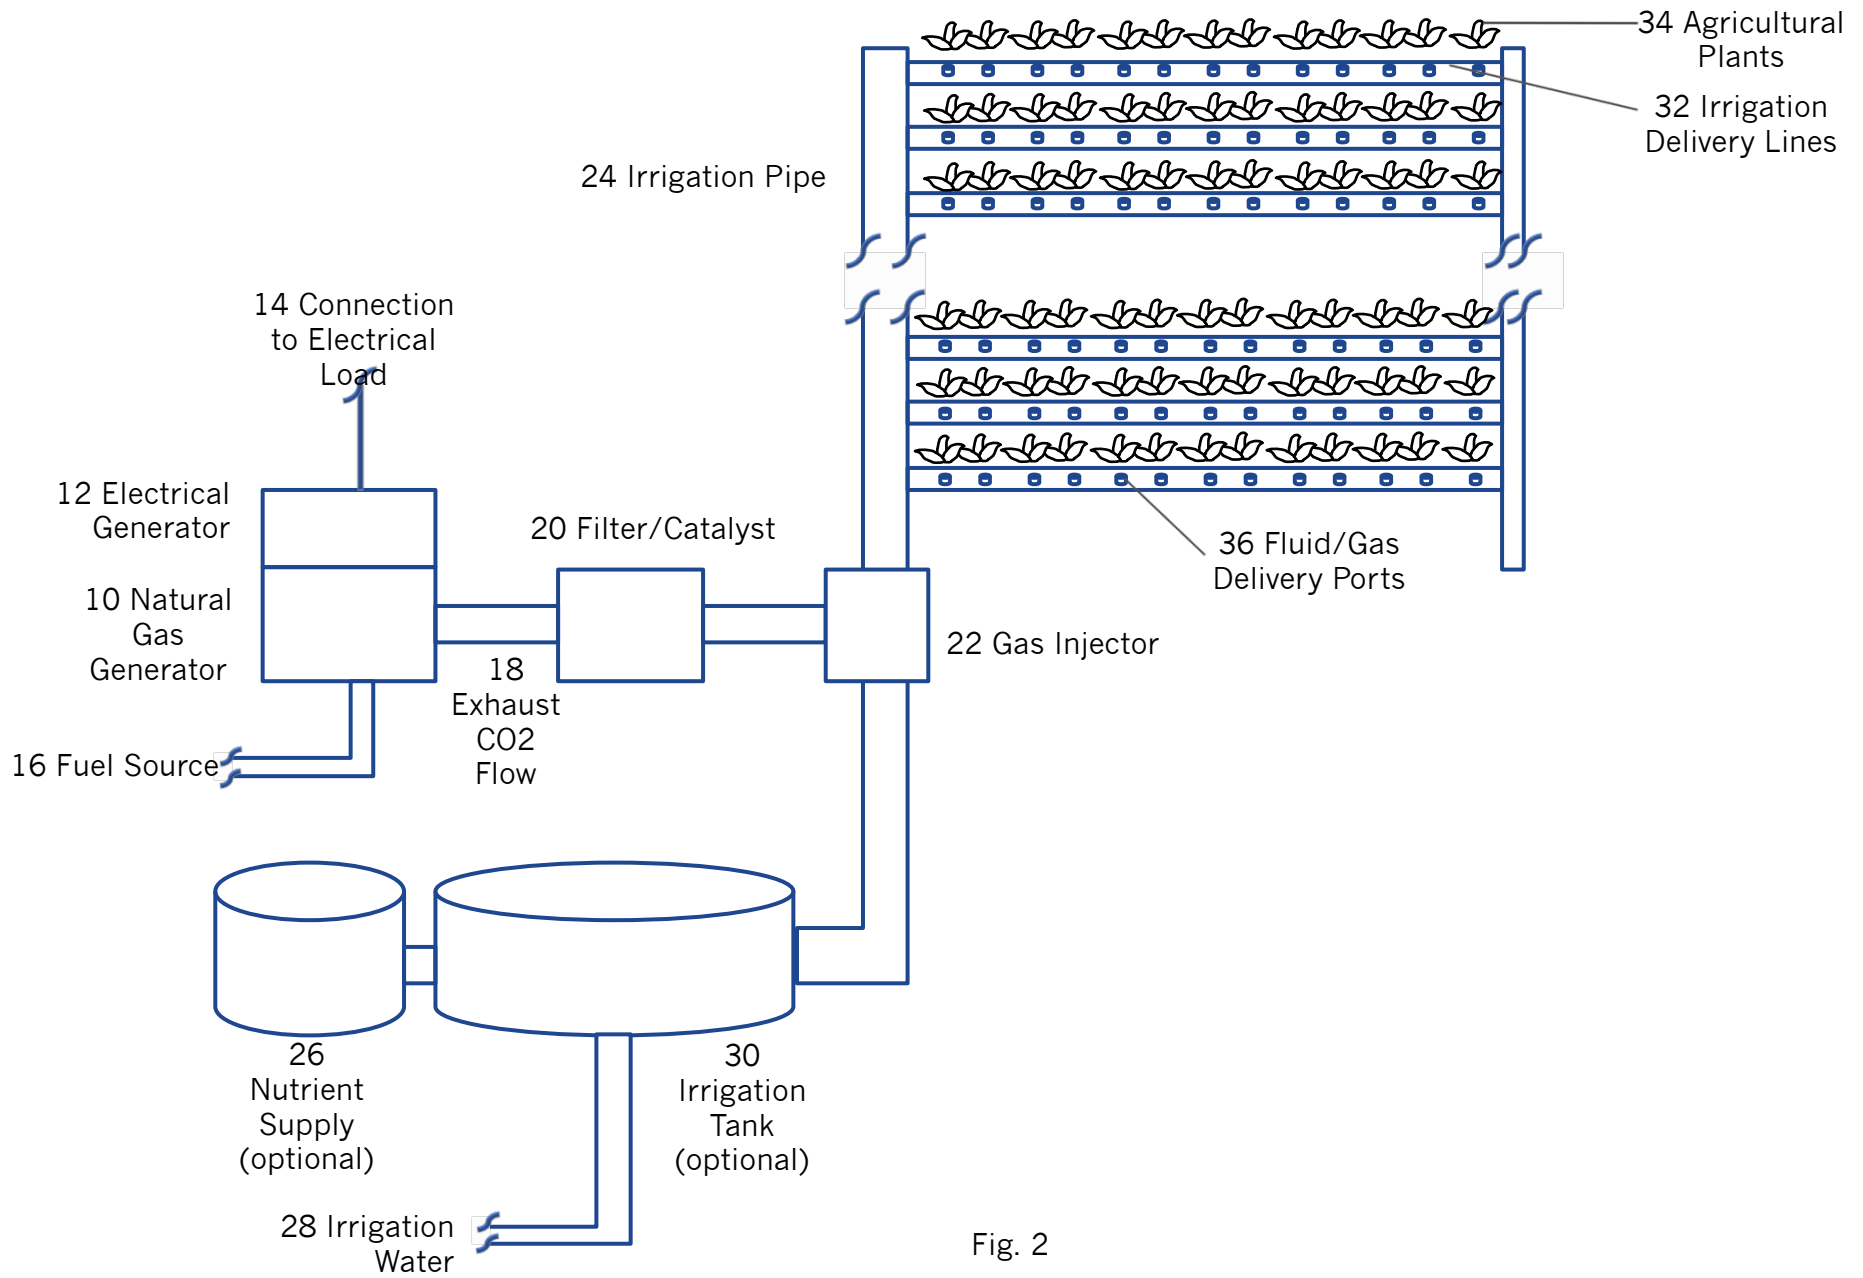 34 Agricultural
Plants
32 Irrigation
Delivery Lines
24 Irrigation Pipe
14 Connection
to Electrical
Load
12 Electrical
Generator
20 Filter/Catalyst
36 Fluid/Gas
Delivery Ports
10 Natural
Gas
Generator
22 Gas Injector
18
Exhaust
CO2
Flow
16 Fuel Source
26
Nutrient
Supply
(optional)
30
Irrigation
Tank
(optional)
28 Irrigation
Water
Fig. 2